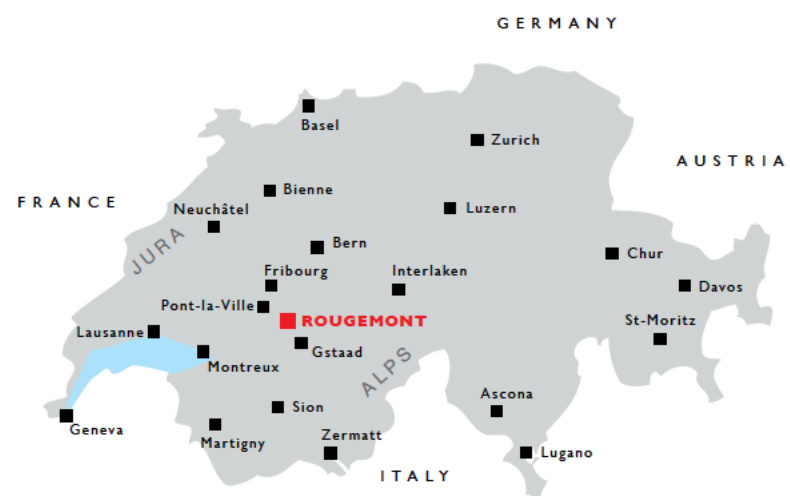 GERMANY
Basel
Zurich
AUSTRIA
Bienne
FRANCE
Neuchâtel
Luzern
JURA
Bern
Chur
Fribourg
Interlaken
Davos
Pont-la-Ville
ROUGEMONT
St-Moritz
Lausanne
Gstaad
Montreux
ALPS
Ascona
Sion
Geneva
Martigny
Zermatt
Lugano
ITALY